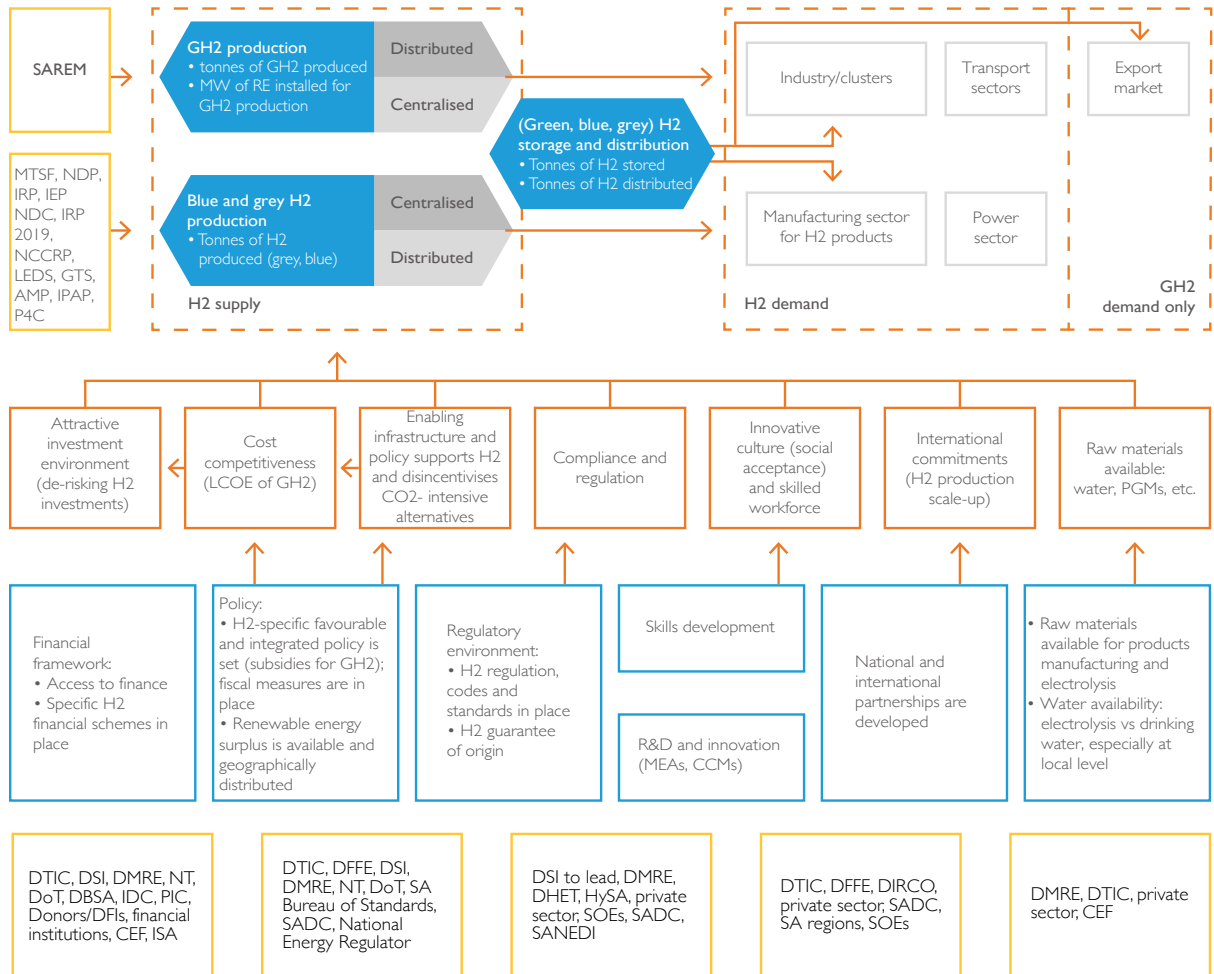 SAREM
GH2 production
• tonnes of GH2 produced
• MW of RE installed for
GH2 production
Distributed
Centralised
MTSF, NDP,
IRP, IEP
NDC, IRP
2019,
NCCRP,
LEDS, GTS,
AMP, IPAP,
P4C
Blue and grey H2
production
• Tonnes of H2
produced (grey, blue)
Centralised
Distributed
H2 supply
(Green, blue, grey) H2
storage and distribution
• Tonnes of H2 stored
• Tonnes of H2 distributed
Industry/clusters
Transport
sectors
Export
market
Manufacturing sector
for H2 products
Power
sector
H2 demand
GH2
demand only
Attractive
investment
environment
(de-risking H2
investments)
Cost
competitiveness
(LCOE of GH2)
Enabling
infrastructure and
policy supports H2
and disincentivises
CO2- intensive
alternatives
Compliance and
regulation
Innovative
culture (social
acceptance)
and skilled
workforce
International
commitments
(H2 production
scale-up)
Raw materials
available:
water, PGMs, etc.
Financial
framework:
• Access to finance
• Specific H2
financial schemes in
place
Policy:
• H2-specific favourable
and integrated policy is
set (subsidies for GH2);
fiscal measures are in
place
• Renewable energy
surplus is available and
geographically
distributed
Regulatory
environment:
• H2 regulation,
codes and
standards in place
• H2 guarantee
of origin
Skills development
R&D and innovation
(MEAs, CCMs)
National and
international
partnerships are
developed
• Raw materials
available for products
manufacturing and
electrolysis
• Water availability:
electrolysis vs drinking
water, especially at
local level
DTIC, DSI, DMRE, NT,
DoT, DBSA, IDC, PIC,
Donors/DFIs, financial
institutions, CEF, ISA
DTIC, DFFE, DSI,
DMRE, NT, DoT, SA
Bureau of Standards,
SADC, National
Energy Regulator
DSI to lead, DMRE,
DHET, HySA, private
sector, SOEs, SADC,
SANEDI
DTIC, DFFE, DIRCO,
private sector, SADC,
SA regions, SOEs
DMRE, DTIC, private
sector, CEF